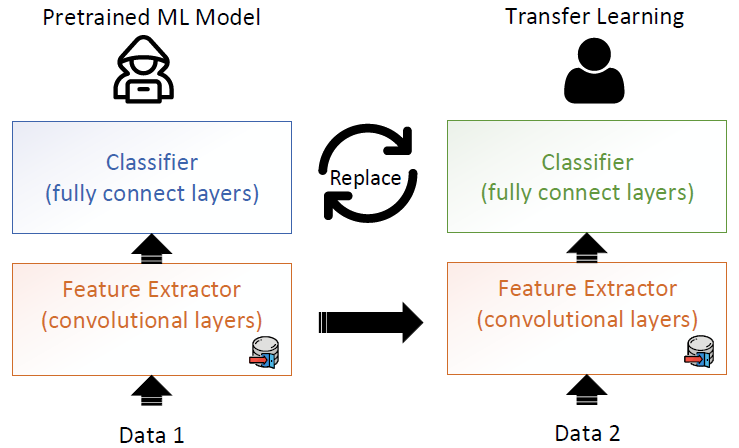 Pretrained ML Model
Transfer Learning
Classifier
(fully connect layers)
Replace
Classifier
(fully connect layers)
Feature Extractor
(convolutional layers)
Feature Extractor
(convolutional layers)
Data 1
Data 2